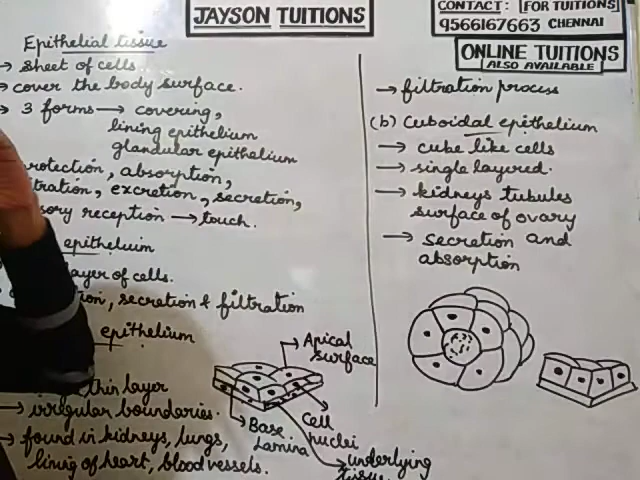 JAYSON TUITIONS
CONTACT: FOR TUITIONS
9566167663 CHENNAI
ONLINE TUITIONS
ALSO AVAILABLE
Epithelial tissue
→ sheet of cells.
→ cover the body surface.
→ 3 forms → covering,
lining epithelium
glandular epithelium
rotection, absorption,
tration, excretion, secretion,
sory reception → touch.
epitheluim
layer of cells.
ion, secretion & filtration
epithelium
thin layer
→ irregular boundaries.
→ found in kidneys, lungs,
lining of heart, blood vessels.
Apical
surface
Cell
nuclei
Base
Lamina
underlying
tissue
→ filtration process
(b) Cuboidal epithelium
→ cube like cells
→ single layered.
→ kidneys tubules
surface of ovary
→ secretion and
absorption